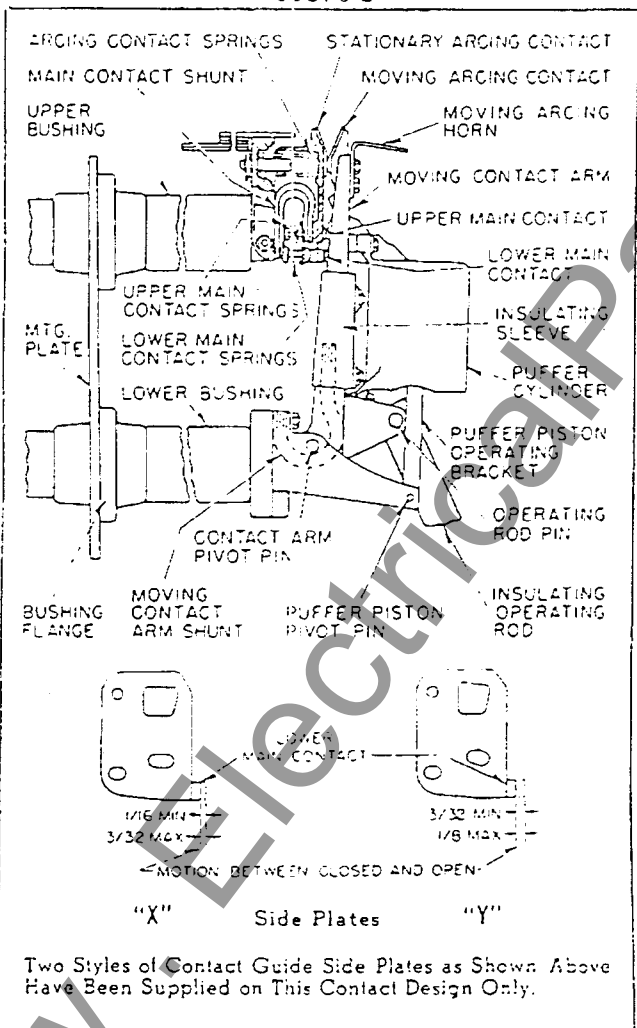 ARCING CONTACT SPRINGS
STATIONARY ARCING CONTACT
MAIN CONTACT SHUNT
MOVING ARCING CONTACT
UPPER
BUSHING
MOVING ARCING
HORN
MOVING CONTACT ARM
UPPER MAIN CONTACT
LOWER MAIN
CONTACT
UPPER MAIN
CONTACT SPRINGS
INSULATING
SLEEVE
MTG.
PLATE
LOWER MAIN
CONTACT SPRINGS
PUFFER
CYLINDER
LOWER BUSHING
PUFFER PISTON
OPERATING
BRACKET
OPERATING
ROD PIN
CONTACT ARM
PIVOT PIN
BUSHING
FLANGE
MOVING
CONTACT
ARM SHUNT
PUFFER PISTON
PIVOT PIN
INSULATING
OPERATING
ROD
LOWER
MAIN CONTACT
1/16 MIN
3/32 MAX
3/32 MIN
1/8 MAX
MOTION BETWEEN CLOSED AND OPEN
"X" Side Plates "Y"
Two Styles of Contact Guide Side Plates as Shown Above
Have Been Supplied on This Contact Design Only.
. ElectricalP